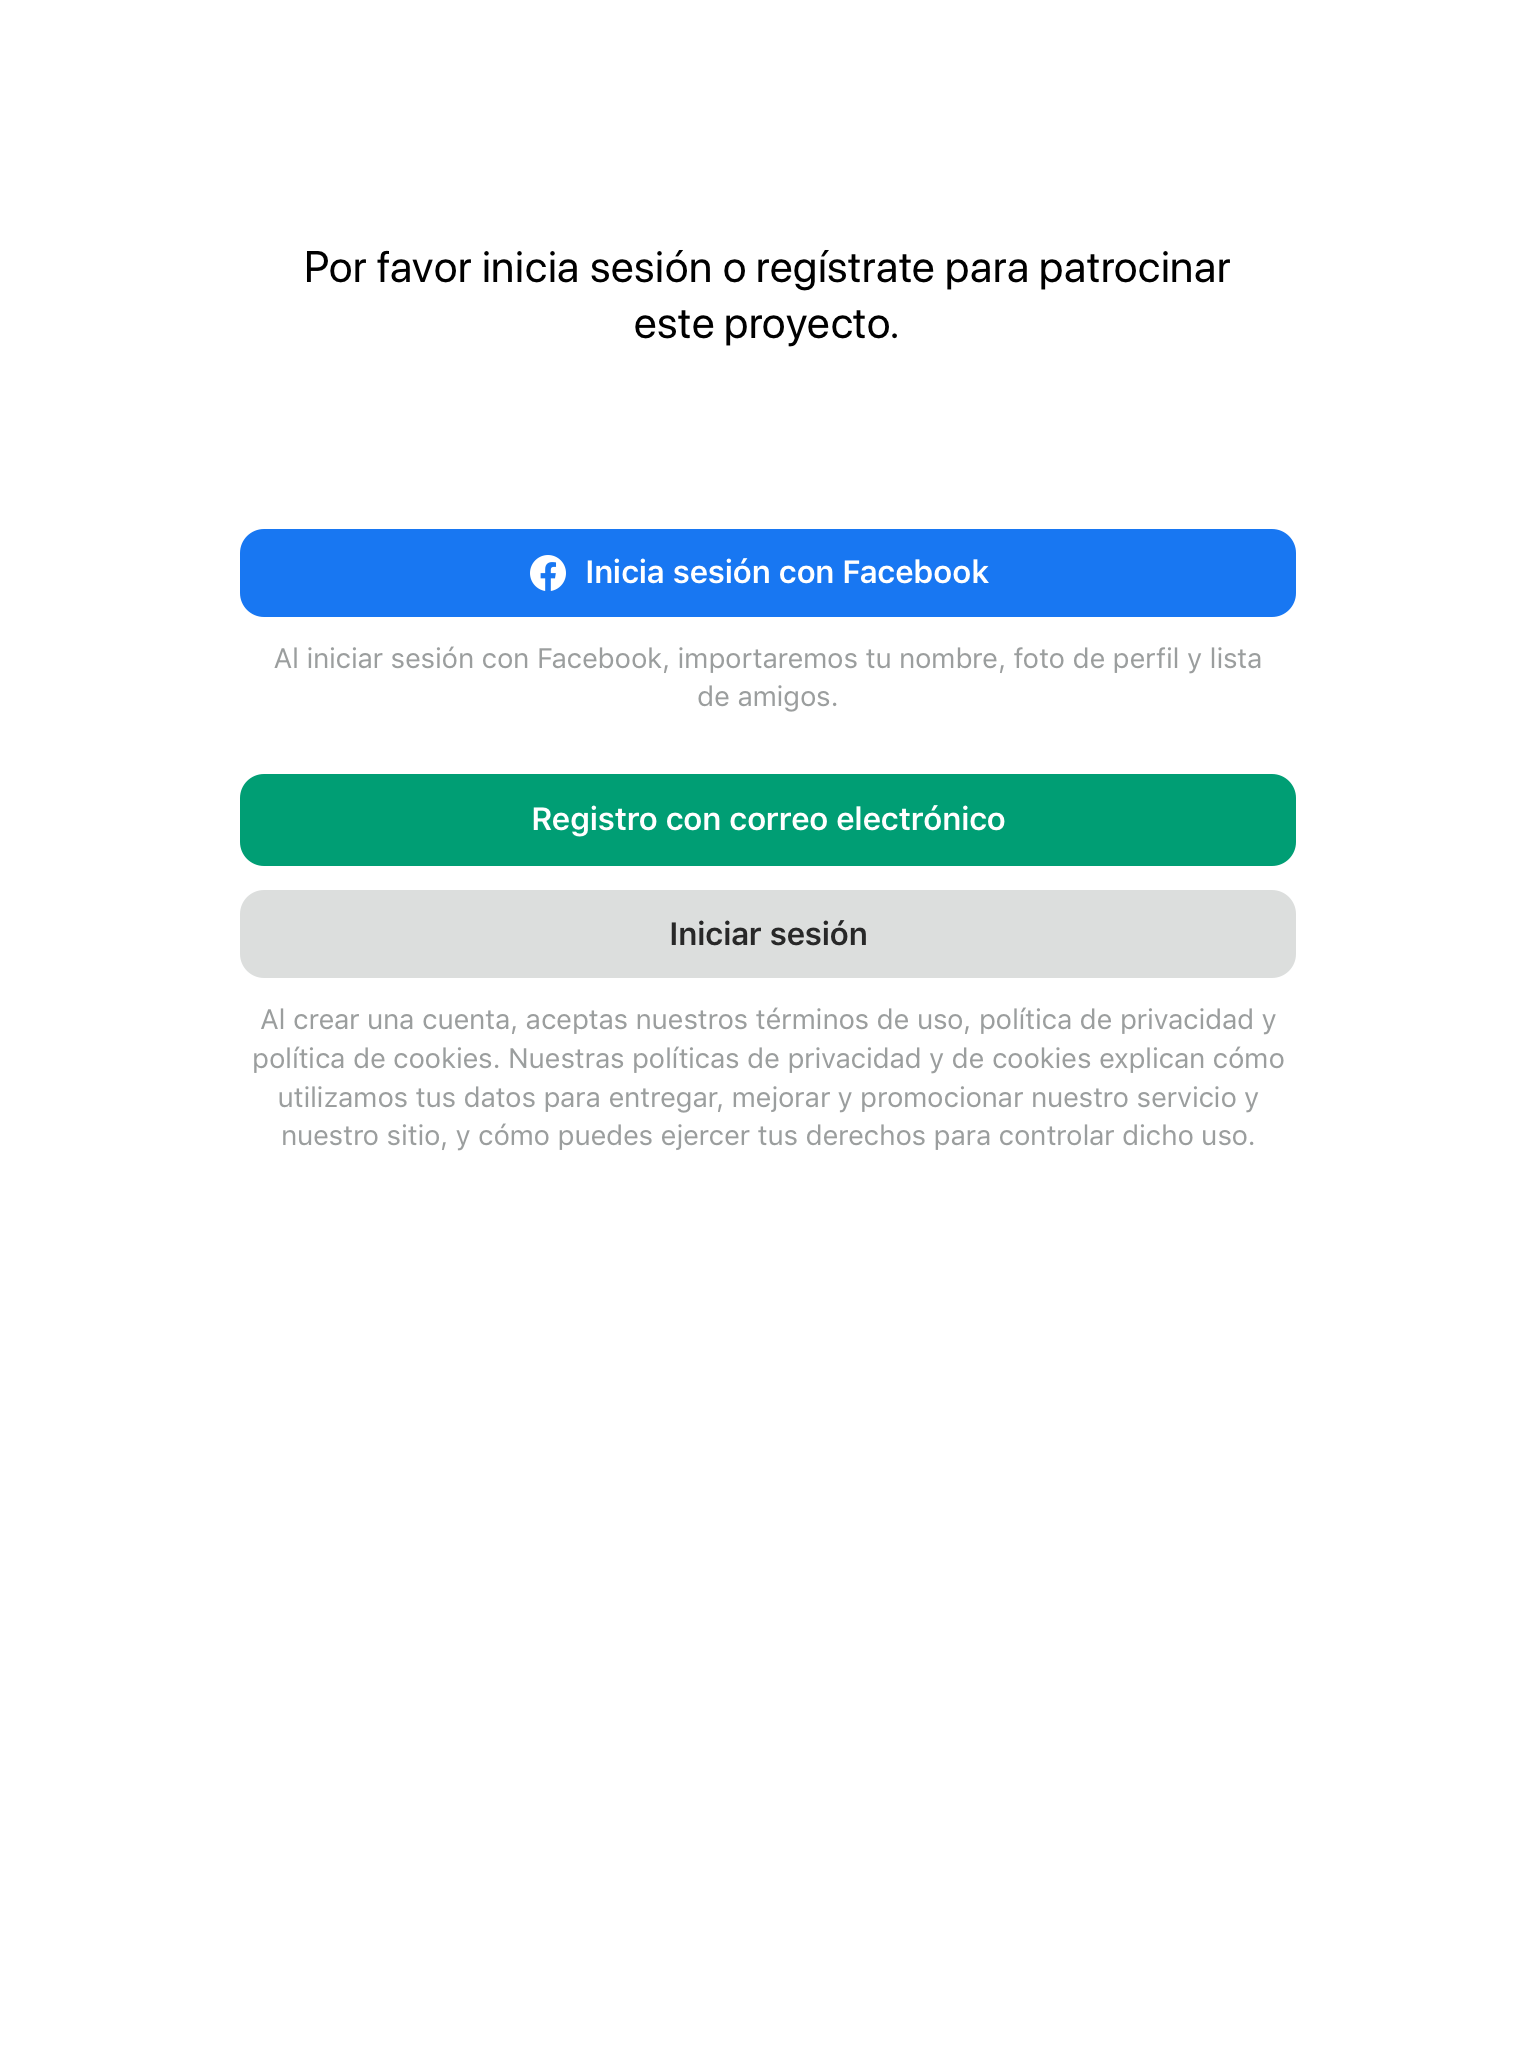 Por favor inicia sesión o regístrate para patrocinar
este proyecto.
Inicia sesión con Facebook
Al iniciar sesión con Facebook, importaremos tu nombre, foto de perfil y lista
de amigos.
Registro con correo electrónico
Iniciar sesión
Al crear una cuenta, aceptas nuestros términos de uso, política de privacidad y
política de cookies. Nuestras políticas de privacidad y de cookies explican cómo
utilizamos tus datos para entregar, mejorar y promocionar nuestro servicio y
nuestro sitio, y cómo puedes ejercer tus derechos para controlar dicho uso.